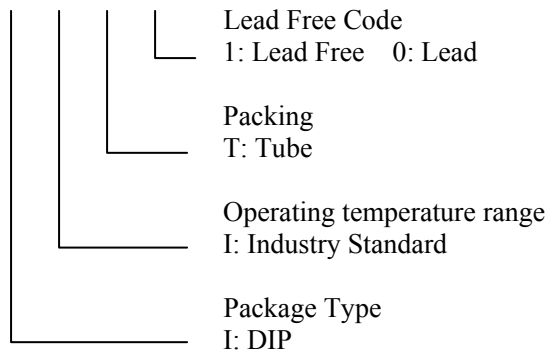 Lead Free Code
1: Lead Free 0: Lead
Packing
T: Tube
Operating temperature range
I: Industry Standard
Package Type
I: DIP